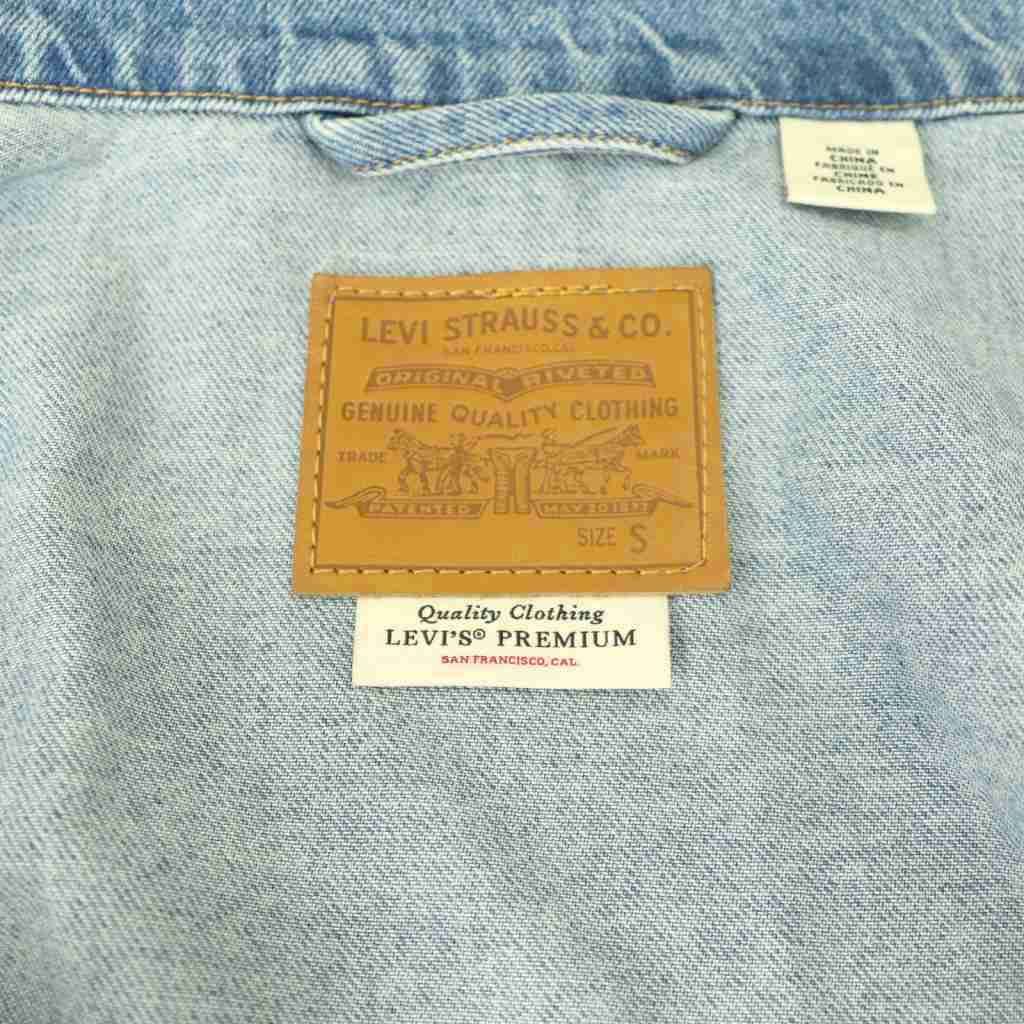 MADE IN
CHINA
FABRIQUÉ EN
CHINE
FABRICADO EN
CHINA
LEVI STRAUSS & CO.
SAN FRANCISCO, CAL.
ORIGINAL RIVETED
GENUINE QUALITY CLOTHING
TRADE MARK
PATENTED MAY 20 1873
SIZE S
Quality Clothing
LEVI'S® PREMIUM
SAN FRANCISCO, CAL.